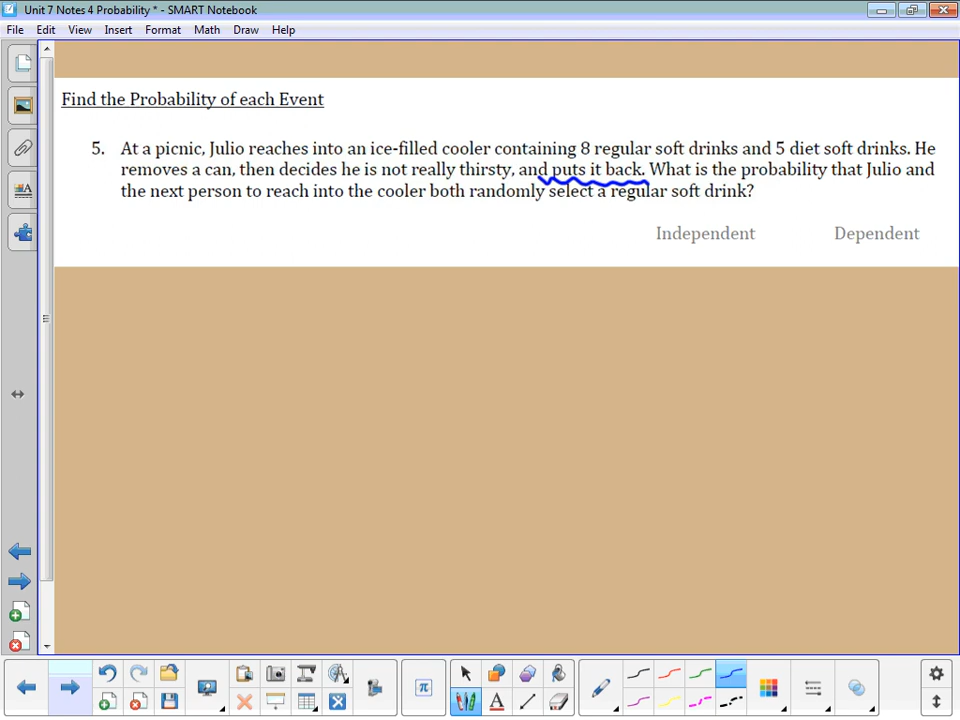 Unit 7 Notes 4 Probability * - SMART Notebook
File Edit View Insert Format Math Draw Help
Find the Probability of each Event
5. At a picnic, Julio reaches into an ice-filled cooler containing 8 regular soft drinks and 5 diet soft drinks. He
removes a can, then decides he is not really thirsty, and puts it back. What is the probability that Julio and
the next person to reach into the cooler both randomly select a regular soft drink?
Independent Dependent
π A